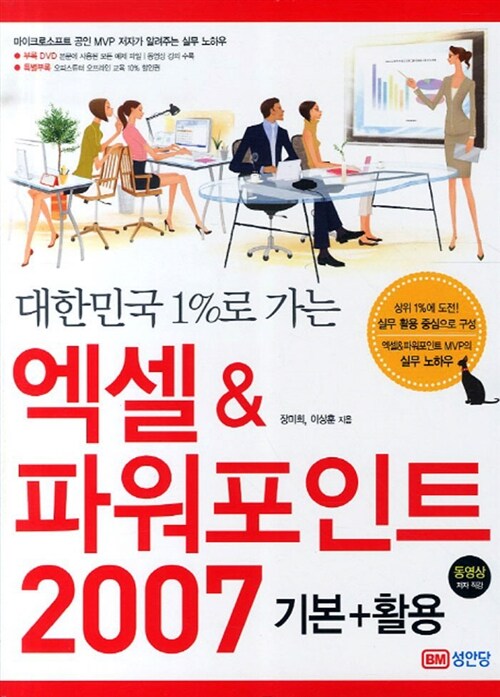 마이크로소프트 공인 MVP 저자가 알려주는 실무 노하우
● 부록 DVD 본문에 사용된 모든 예제 파일 | 동영상 강의 수록
● 특별부록 오피스튜터 오프라인 교육 10% 할인권
대한민국 1%로 가는
상위 1%에 도전!
실무 활용 중심으로 구성
엑셀&파워포인트 MVP의
실무 노하우
엑셀 &
장미희, 이상훈 지음
파워포인트
2007 기본+활용
동영상
저자 직강
BM 성안당